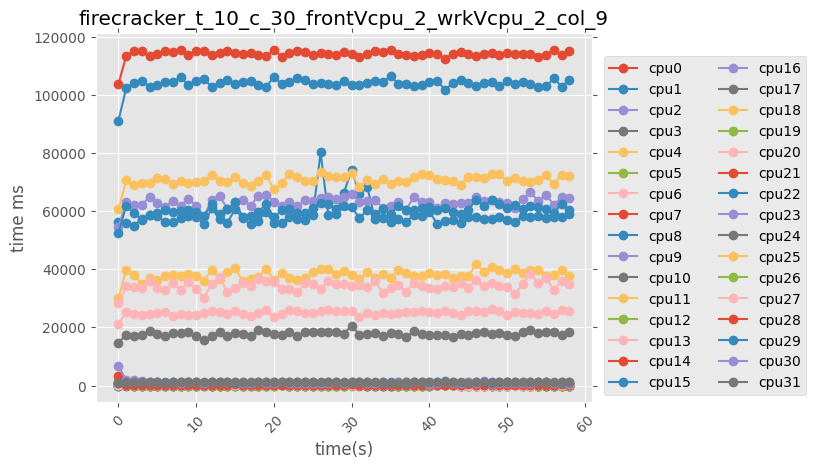 firecracker_t_10_c_30_frontVcpu_2_wrkVcpu_2_col_9
time ms
120000
100000
80000
60000
40000
20000
0
0
10
20
30
40
50
60
time(s)
cpu0
cpu1
cpu2
cpu3
cpu4
cpu5
cpu6
cpu7
cpu8
cpu9
cpu10
cpu11
cpu12
cpu13
cpu14
cpu15
cpu16
cpu17
cpu18
cpu19
cpu20
cpu21
cpu22
cpu23
cpu24
cpu25
cpu26
cpu27
cpu28
cpu29
cpu30
cpu31